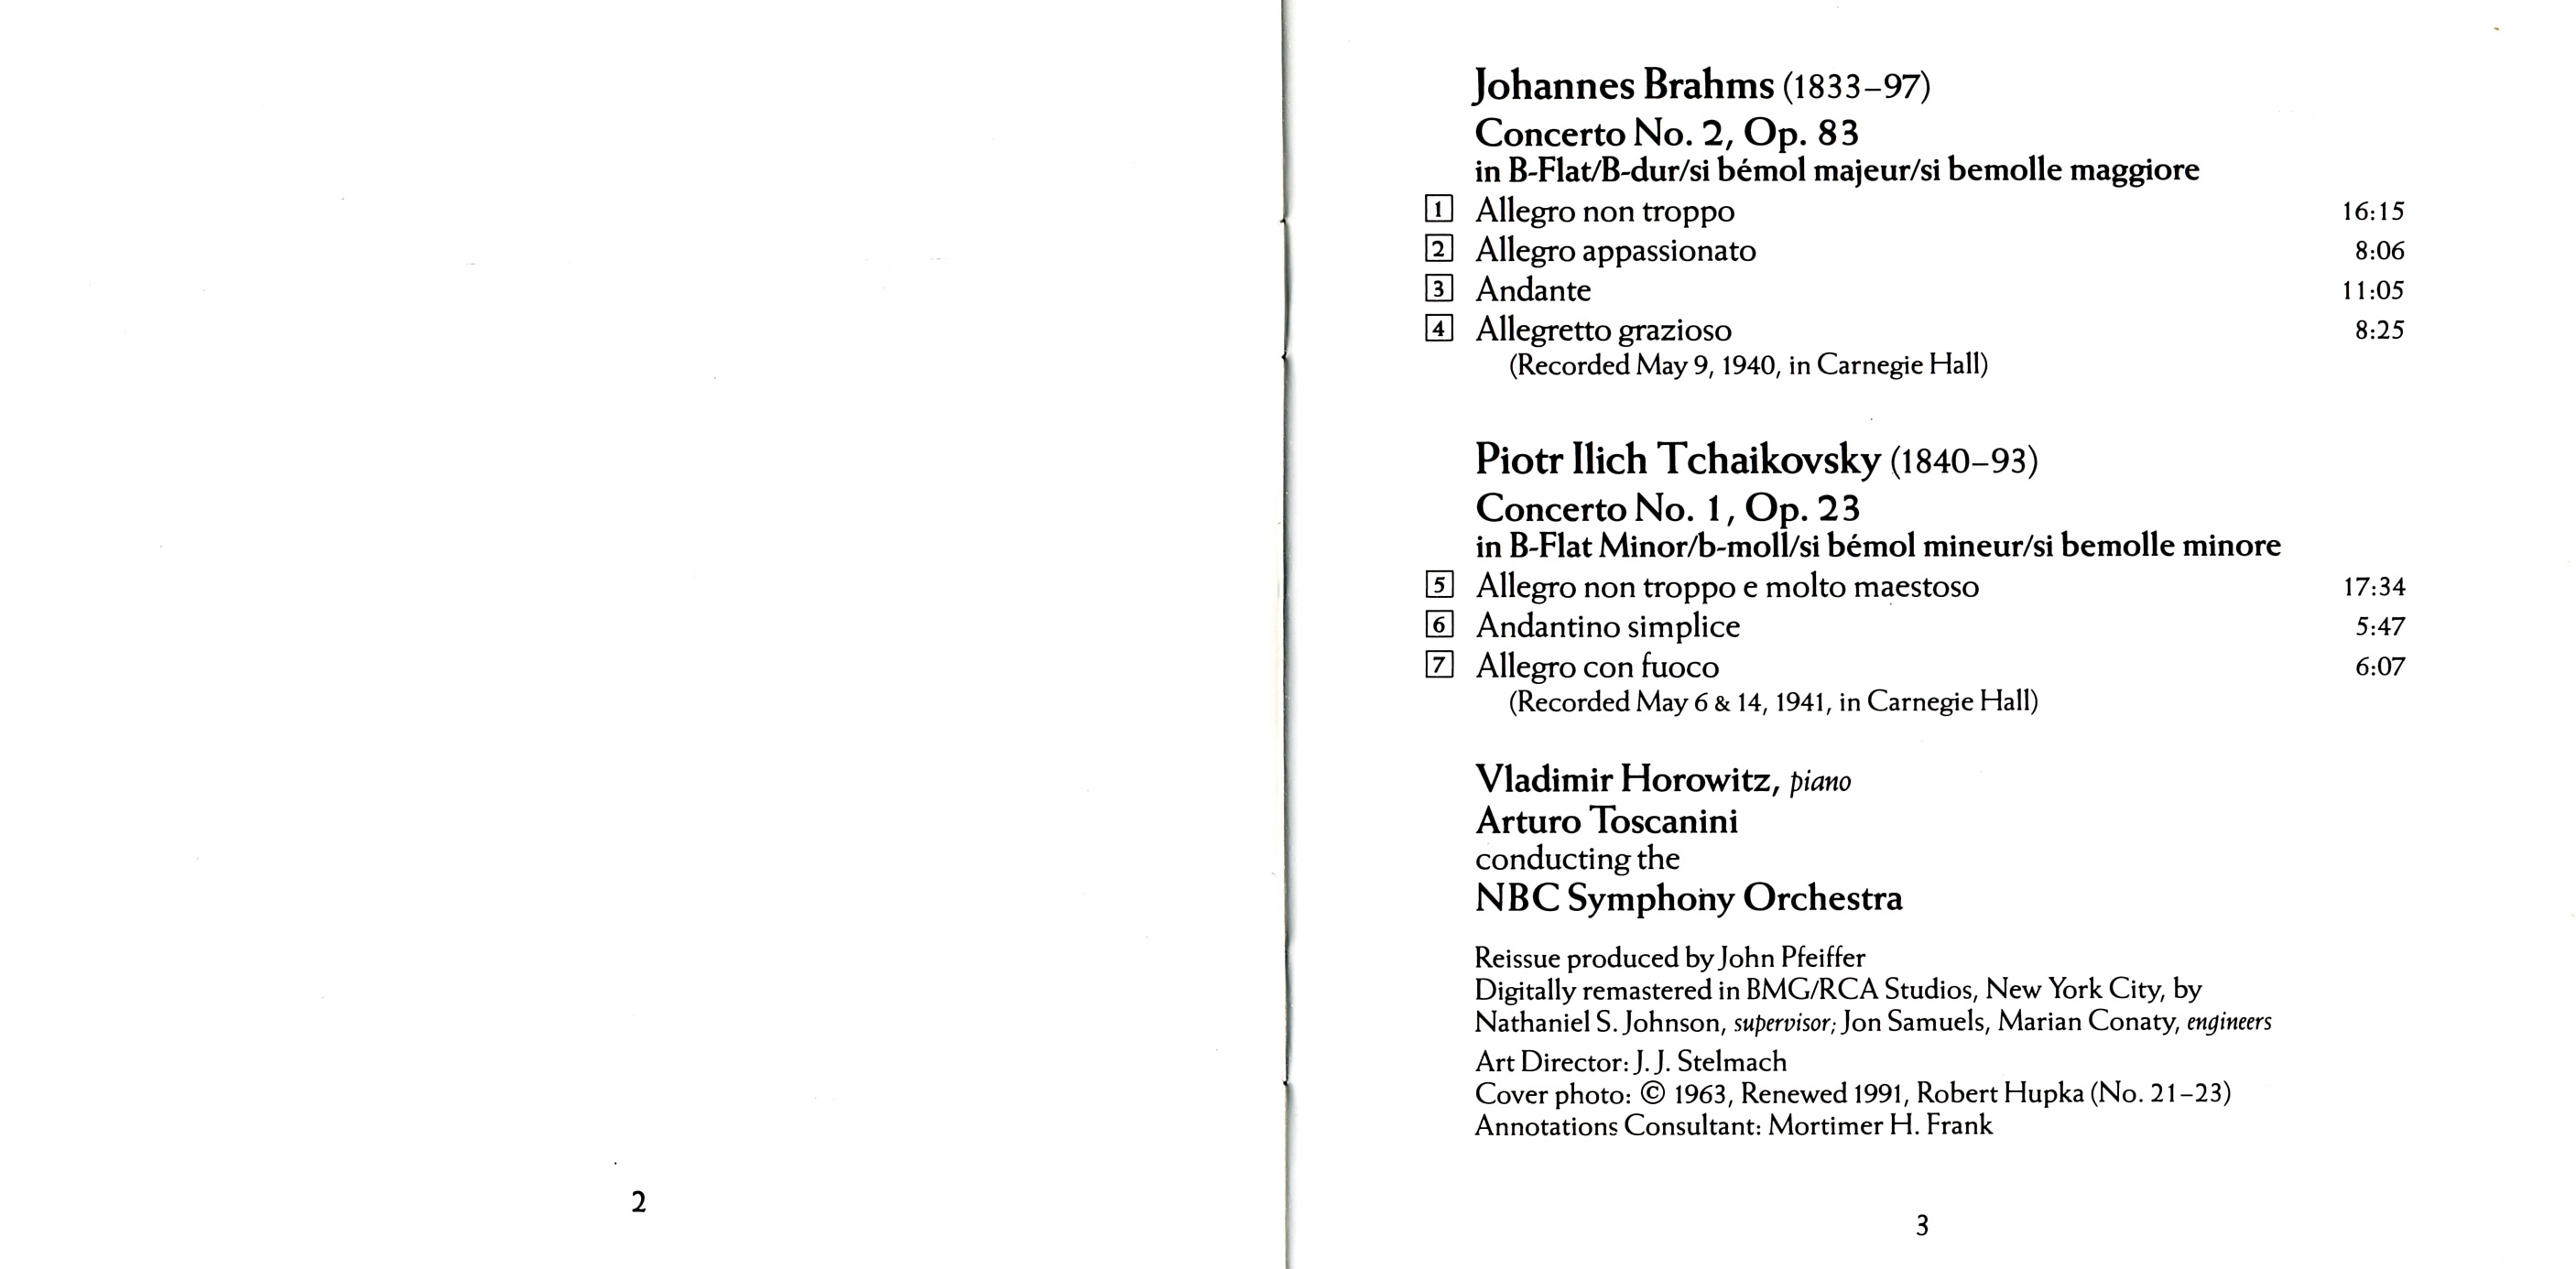 2
Johannes Brahms (1833–97)
Concerto No. 2, Op. 83
in B-Flat/B-dur/si bémol majeur/si bemolle maggiore
1 Allegro non troppo 16:15
2 Allegro appassionato 8:06
3 Andante 11:05
4 Allegretto grazioso 8:25
(Recorded May 9, 1940, in Carnegie Hall)
Piotr Ilich Tchaikovsky (1840–93)
Concerto No. 1, Op. 23
in B-Flat Minor/b-moll/si bémol mineur/si bemolle minore
5 Allegro non troppo e molto maestoso 17:34
6 Andantino simplice 5:47
7 Allegro con fuoco 6:07
(Recorded May 6 & 14, 1941, in Carnegie Hall)
Vladimir Horowitz, piano
Arturo Toscanini
conducting the
NBC Symphony Orchestra
Reissue produced by John Pfeiffer
Digitally remastered in BMG/RCA Studios, New York City, by
Nathaniel S. Johnson, supervisor; Jon Samuels, Marian Conaty, engineers
Art Director: J. J. Stelmach
Cover photo: © 1963, Renewed 1991, Robert Hupka (No. 21–23)
Annotations Consultant: Mortimer H. Frank
3